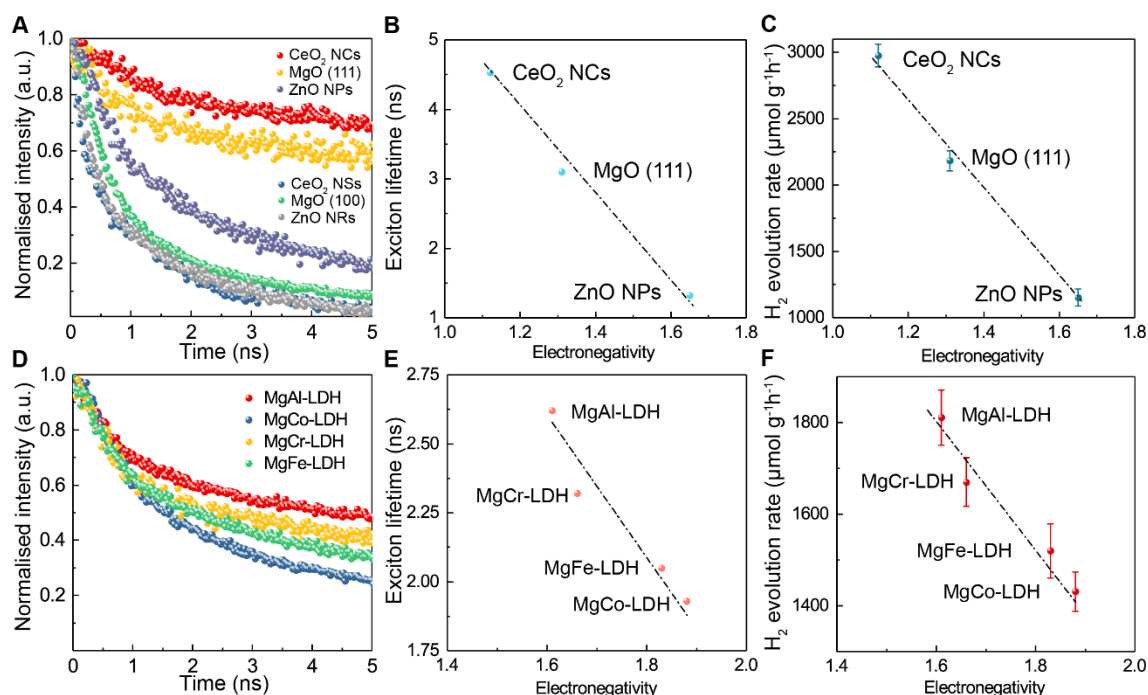 A
Normalised intensity (a.u.)
1.0
0.8
0.6
0.4
0.2
CeO₂ NCs
MgO (111)
ZnO NPs
CeO₂ NSs
MgO (100)
ZnO NRs
0 1 2 3 4 5
Time (ns)
B
Exciton lifetime (ns)
5
4
3
2
1
CeO₂ NCs
MgO (111)
ZnO NPs
1.0 1.2 1.4 1.6 1.8
Electronegativity
C
H₂ evolution rate (μmol g⁻¹h⁻¹)
3000
2500
2000
1500
1000
CeO₂ NCs
MgO (111)
ZnO NPs
1.0 1.2 1.4 1.6 1.8
Electronegativity
D
Normalised intensity (a.u.)
1.0
0.8
0.6
0.4
0.2
MgAl-LDH
MgCo-LDH
MgCr-LDH
MgFe-LDH
0 1 2 3 4 5
Time (ns)
E
Exciton lifetime (ns)
2.75
2.50
2.25
2.00
1.75
MgAl-LDH
MgCr-LDH
MgFe-LDH
MgCo-LDH
1.4 1.6 1.8 2.0
Electronegativity
F
H₂ evolution rate (μmol g⁻¹h⁻¹)
1800
1600
1400
MgAl-LDH
MgCr-LDH
MgFe-LDH
MgCo-LDH
1.4 1.6 1.8 2.0
Electronegativity